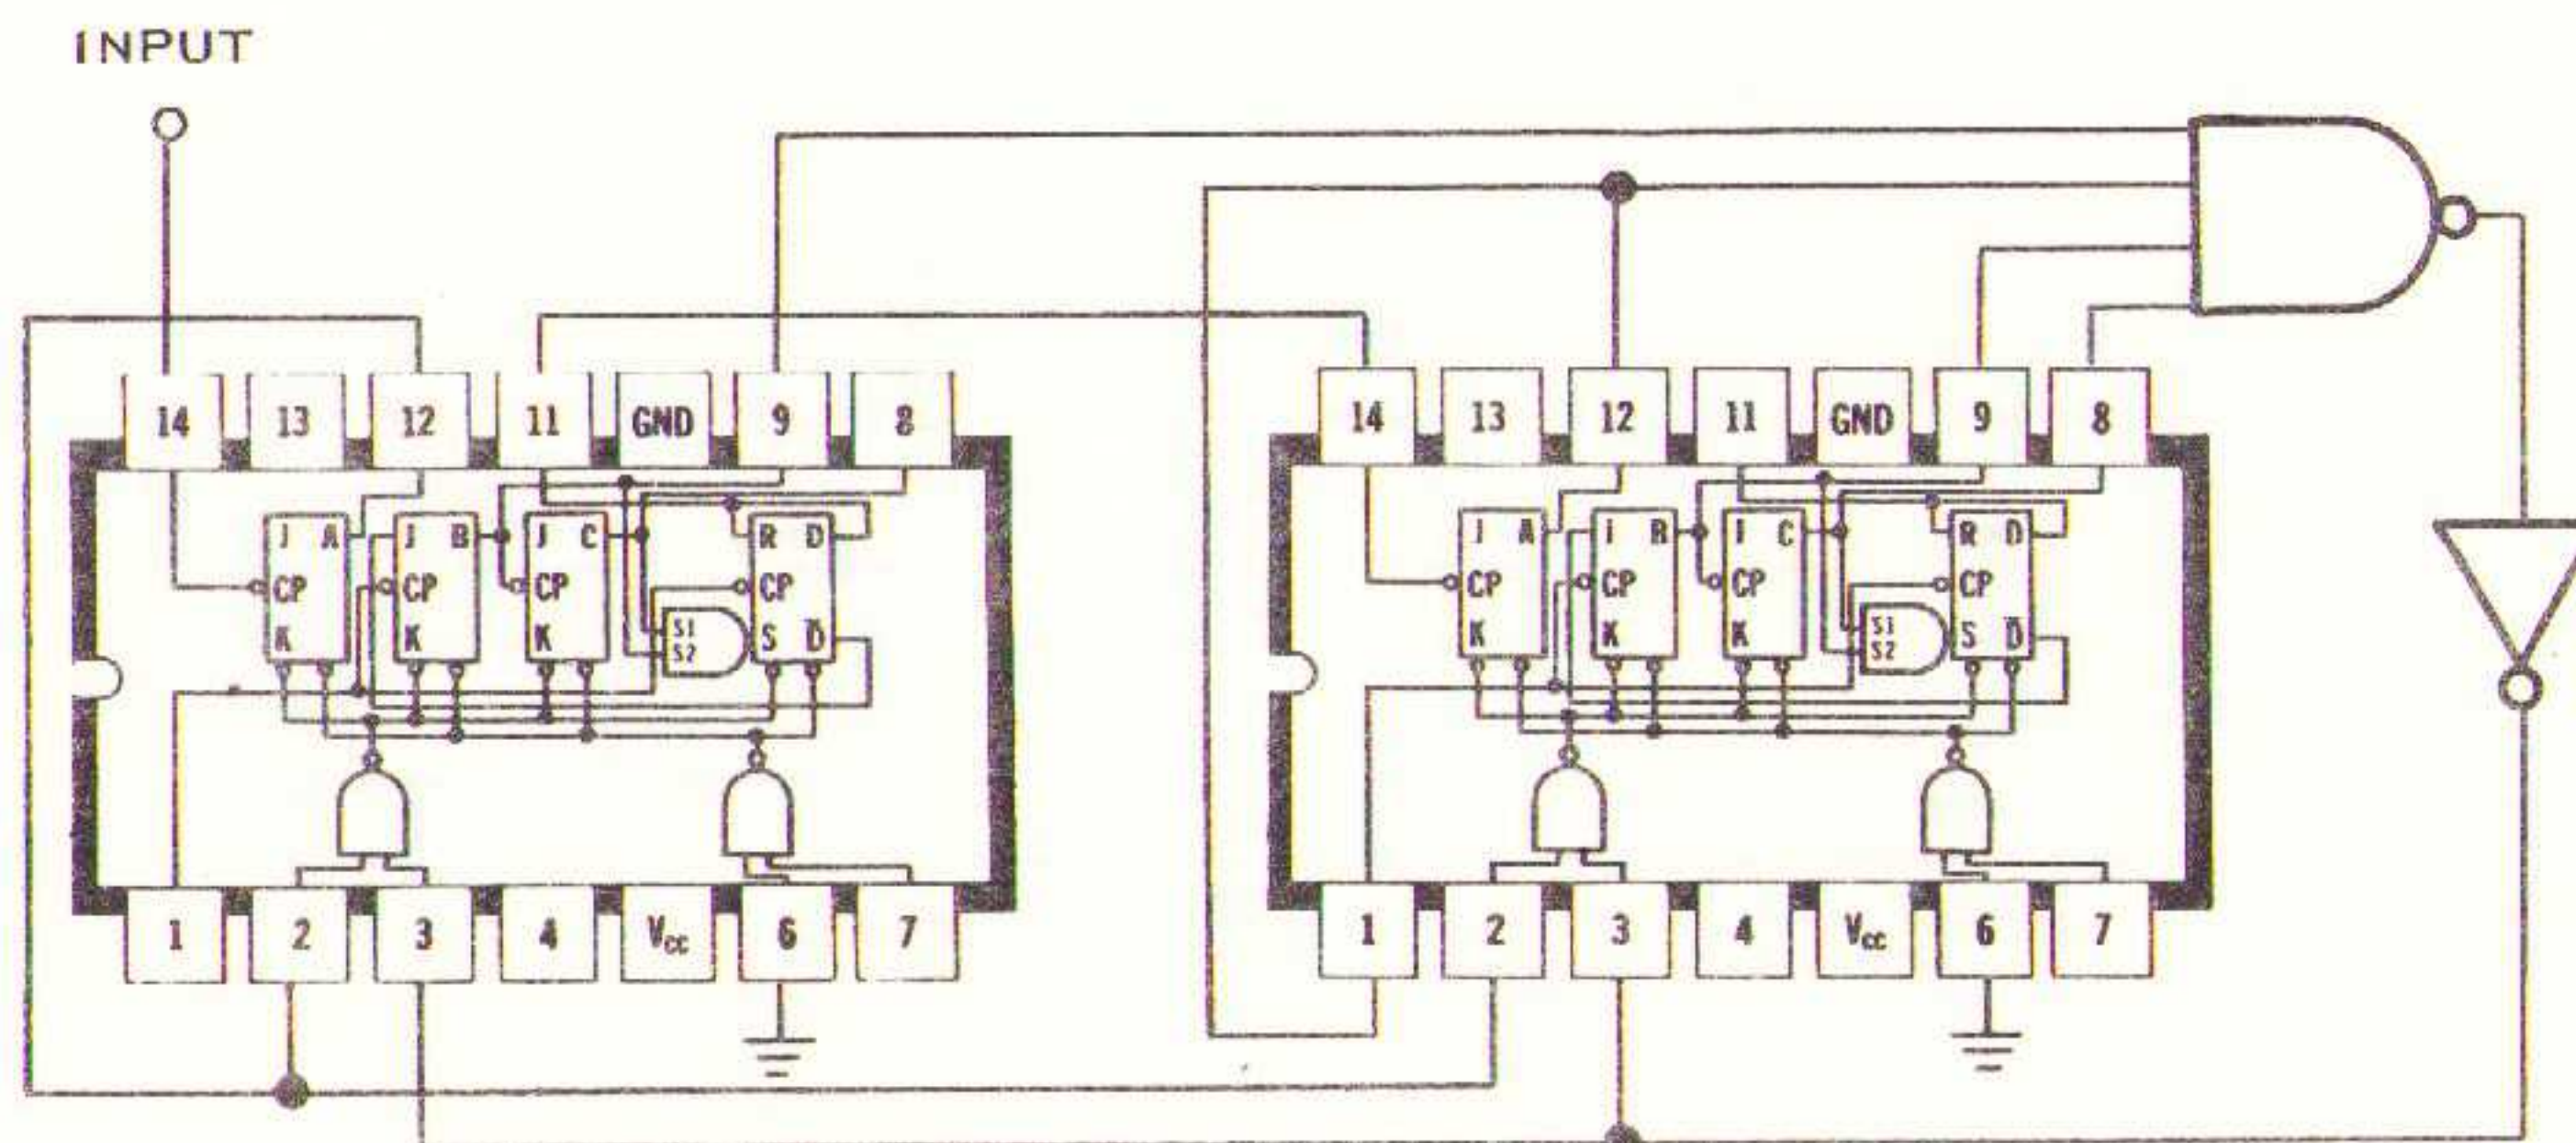 INPUT
14 13 12 11 GND 9 8
14 13 12 11 GND 9 8
J A J B J C R D
CP CP CP CP
K K K S1 S D̅
S2
J A J B J C R D
CP CP CP CP
K K K S1 S D̅
S2
1 2 3 4 Vcc 6 7
1 2 3 4 Vcc 6 7